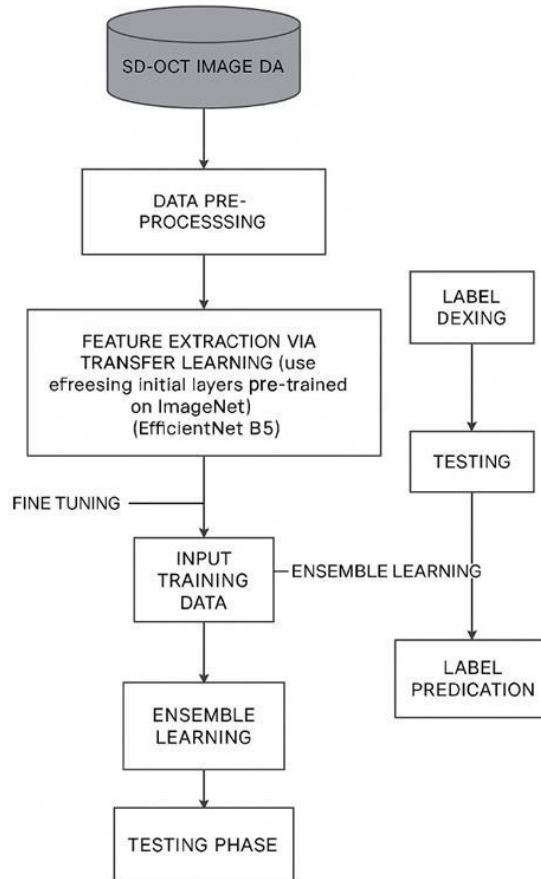 SD-OCT IMAGE DA
DATA PRE-
PROCESSSING
FEATURE EXTRACTION VIA
TRANSFER LEARNING (use
efreesing initial layers pre-trained
on ImageNet)
(EfficientNet B5)
FINE TUNING
INPUT
TRAINING
DATA
ENSEMBLE LEARNING
ENSEMBLE
LEARNING
TESTING PHASE
LABEL
DEXING
TESTING
LABEL
PREDICATION